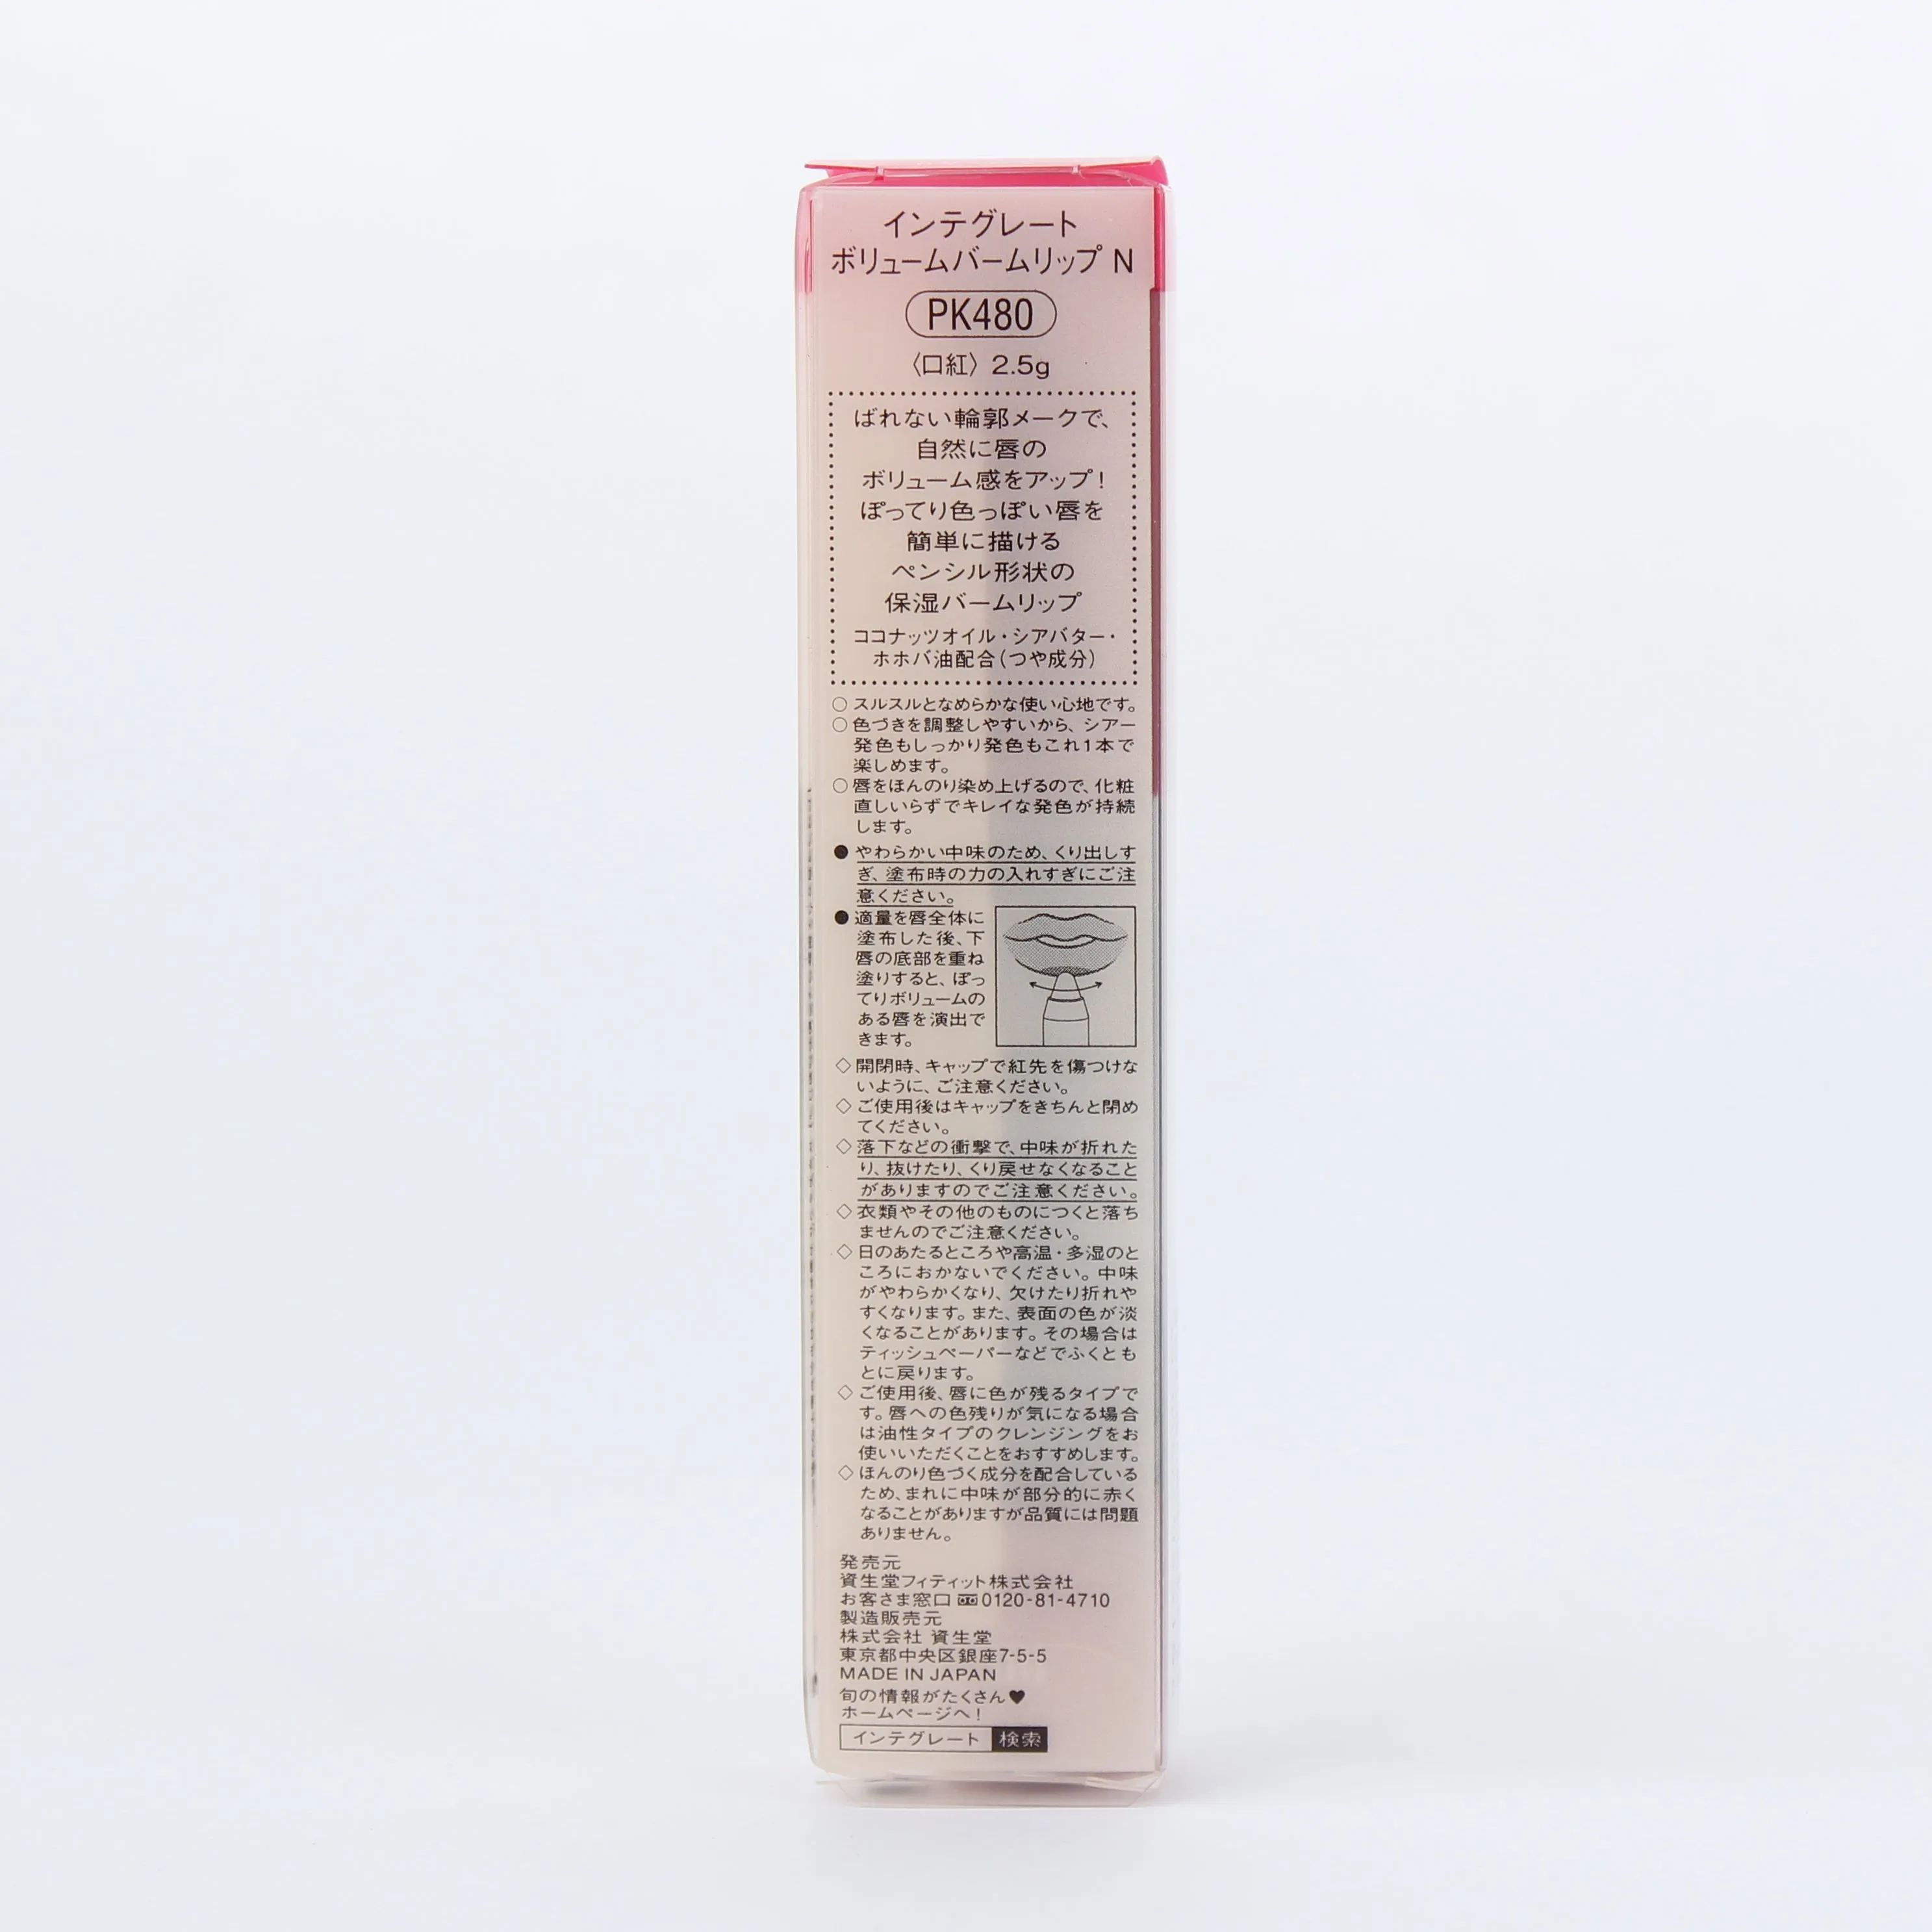 インテグレート
ボリュームバームリップ N
PK480
〈口紅〉2.5g
ばれない輪郭メークで、
自然に唇の
ボリューム感をアップ！
ぽってり色っぽい唇を
簡単に描ける
ペンシル形状の
保湿バームリップ
ココナッツオイル・シアバター・
ホホバ油配合(つや成分)
○ スルスルとなめらかな使い心地です。
○ 色づきを調整しやすいから、シアー
発色もしっかり発色もこれ1本で
楽しめます。
○ 唇をほんのり染め上げるので、化粧
直しいらずでキレイな発色が持続
します。
● やわらかい中味のため、くり出しす
ぎ、塗布時の力の入れすぎにご注
意ください。
● 適量を唇全体に
塗布した後、下
唇の底部を重ね
塗りすると、ぽっ
てりボリュームの
ある唇を演出で
きます。
◇ 開閉時、キャップで紅先を傷つけな
いように、ご注意ください。
◇ ご使用後はキャップをきちんと閉め
てください。
◇ 落下などの衝撃で、中味が折れた
り、抜けたり、くり戻せなくなること
がありますのでご注意ください。
◇ 衣類やその他のものにつくと落ち
ませんのでご注意ください。
◇ 日のあたるところや高温・多湿のと
ころにおかないでください。中味
がやわらかくなり、欠けたり折れや
すくなります。また、表面の色が淡
くなることがあります。その場合は
ティッシュペーパーなどでふくとも
とに戻ります。
◇ ご使用後、唇に色が残るタイプで
す。唇への色残りが気になる場合
は油性タイプのクレンジングをお
使いいただくことをおすすめします。
◇ ほんのり色づく成分を配合している
ため、まれに中味が部分的に赤く
なることがありますが品質には問題
ありません。
発売元
資生堂フィティット株式会社
お客さま窓口 0120-81-4710
製造販売元
株式会社 資生堂
東京都中央区銀座7-5-5
MADE IN JAPAN
旬の情報がたくさん♥
ホームページへ！
インテグレート 検索